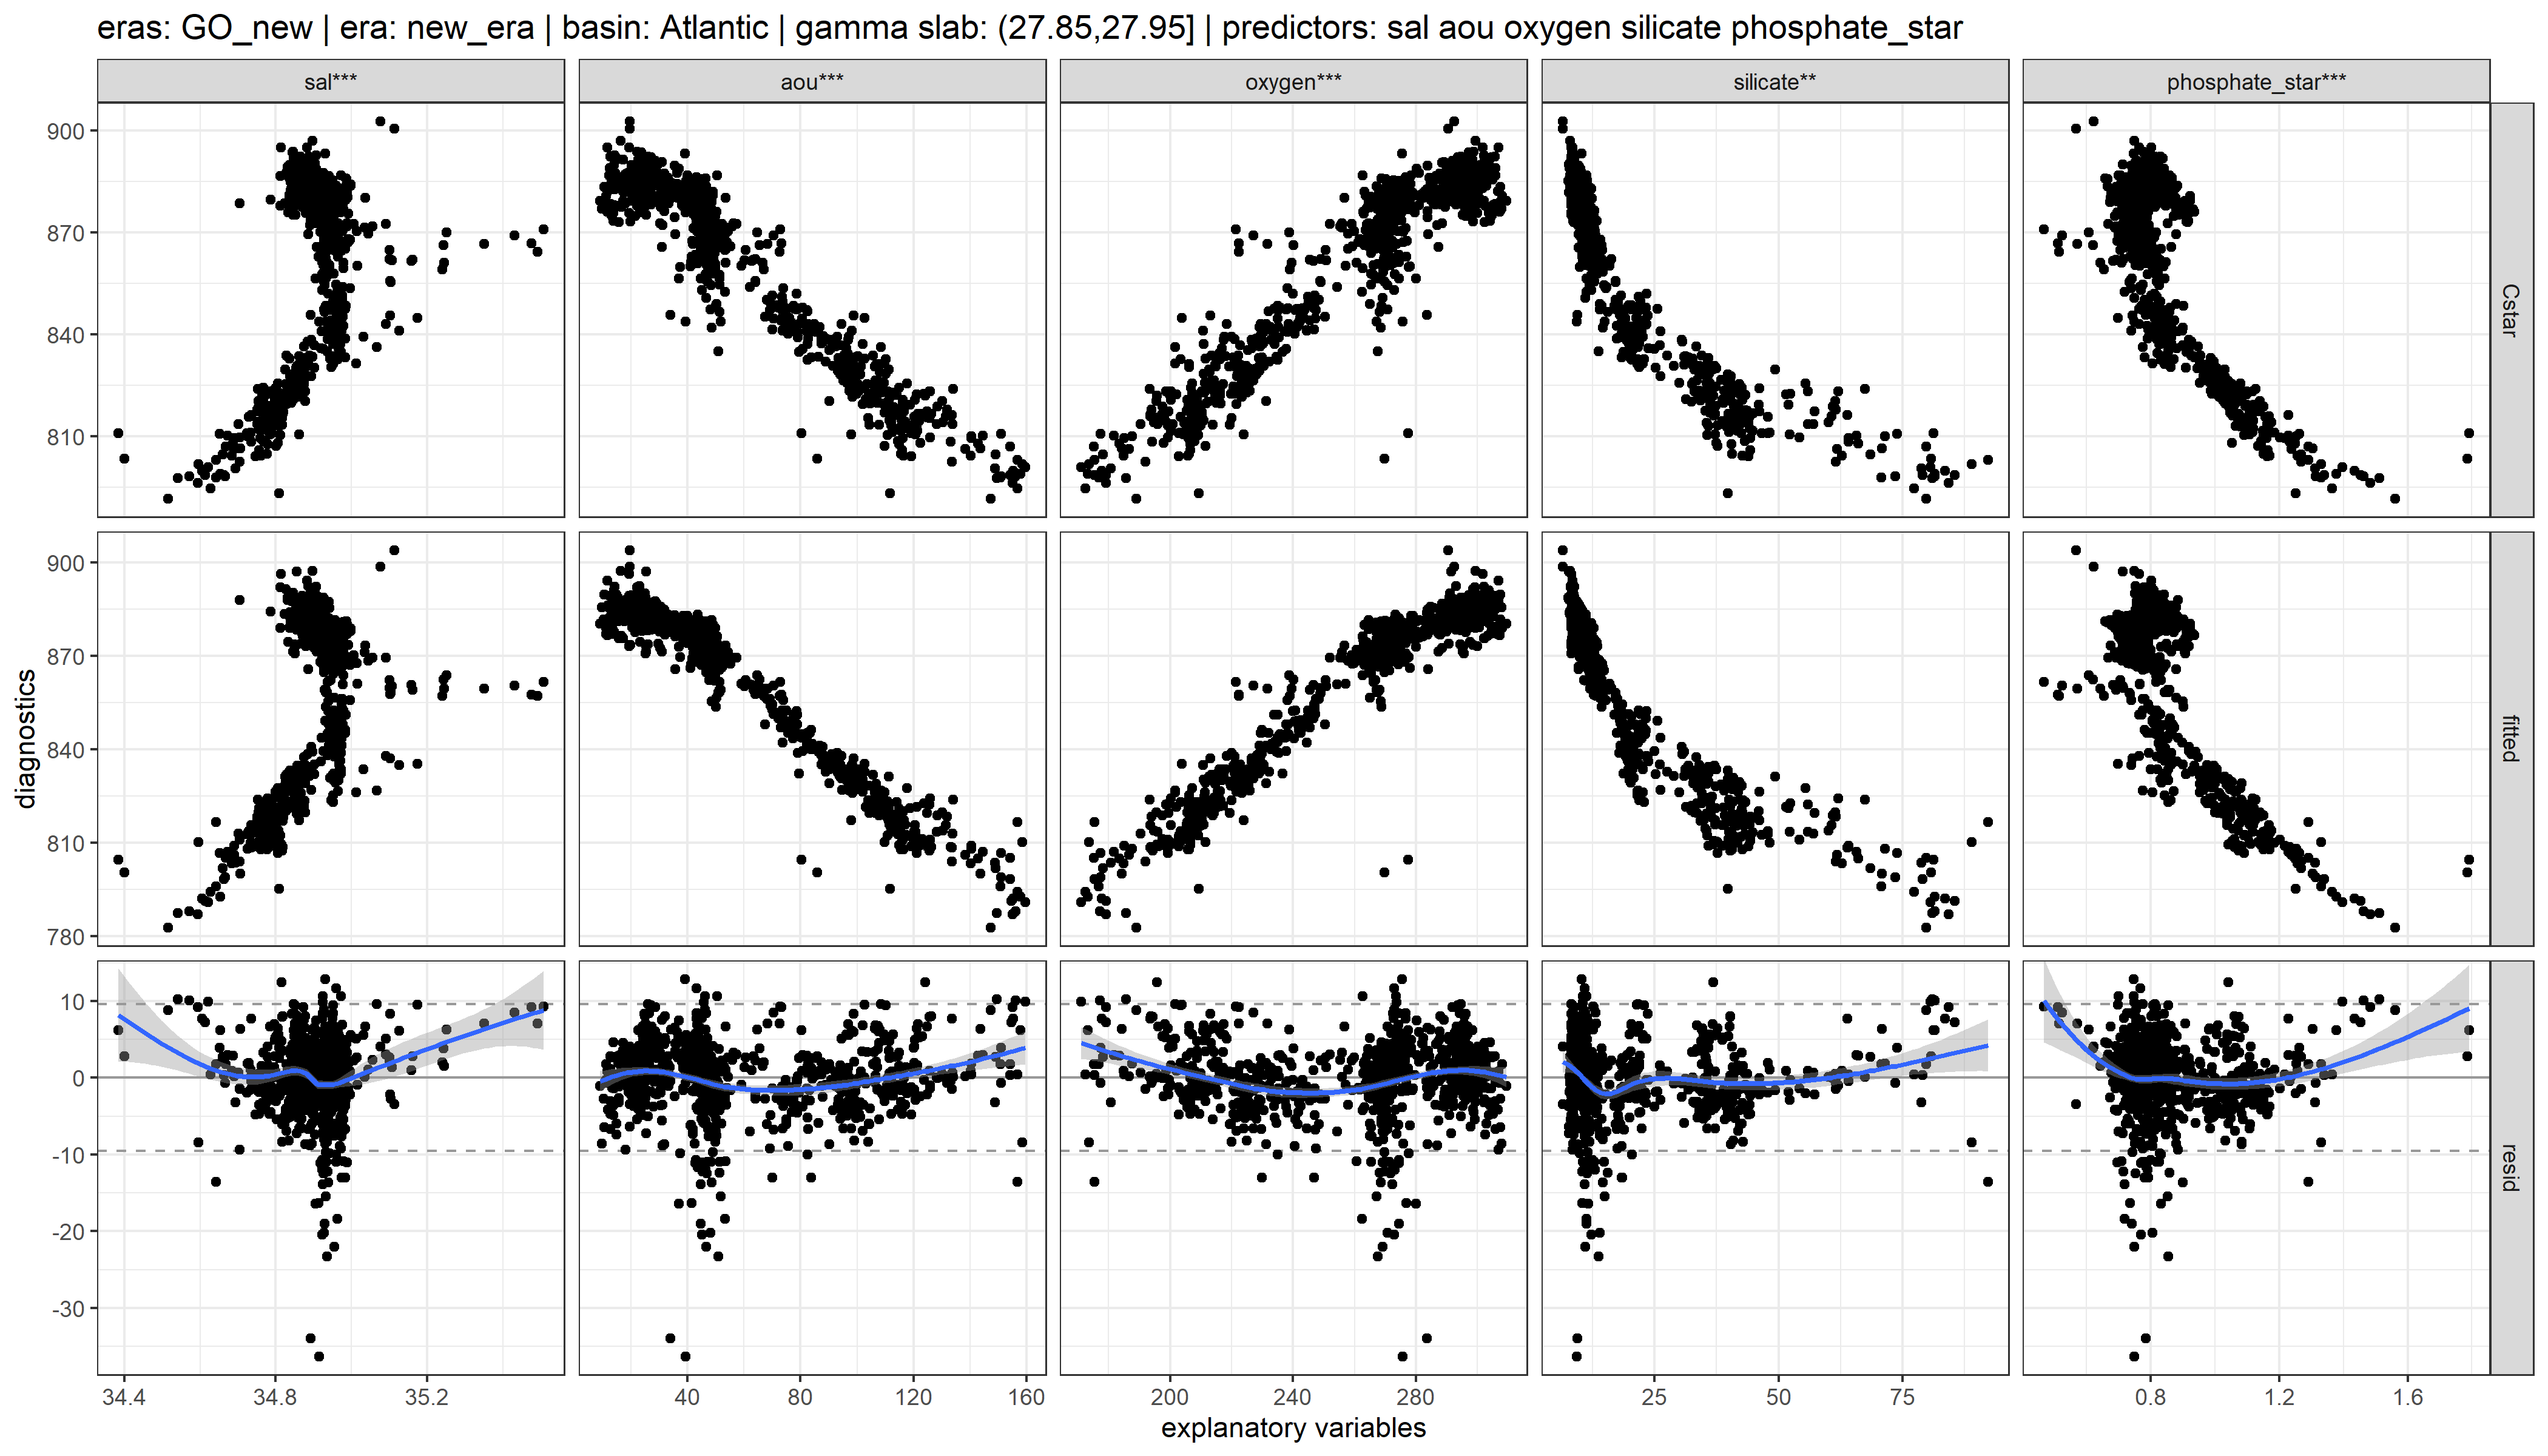 eras: GO_new | era: new_era | basin: Atlantic | gamma slab: (27.85,27.95] | predictors: sal aou oxygen silicate phosphate_star
sal***
aou***
oxygen***
silicate**
phosphate_star***
900
870
840
810
Cstar
900
870
840
810
780
fitted
diagnostics
10
0
-10
-20
-30
resid
34.4
34.8
35.2
40
80
120
160
200
240
280
25
50
75
0.8
1.2
1.6
explanatory variables